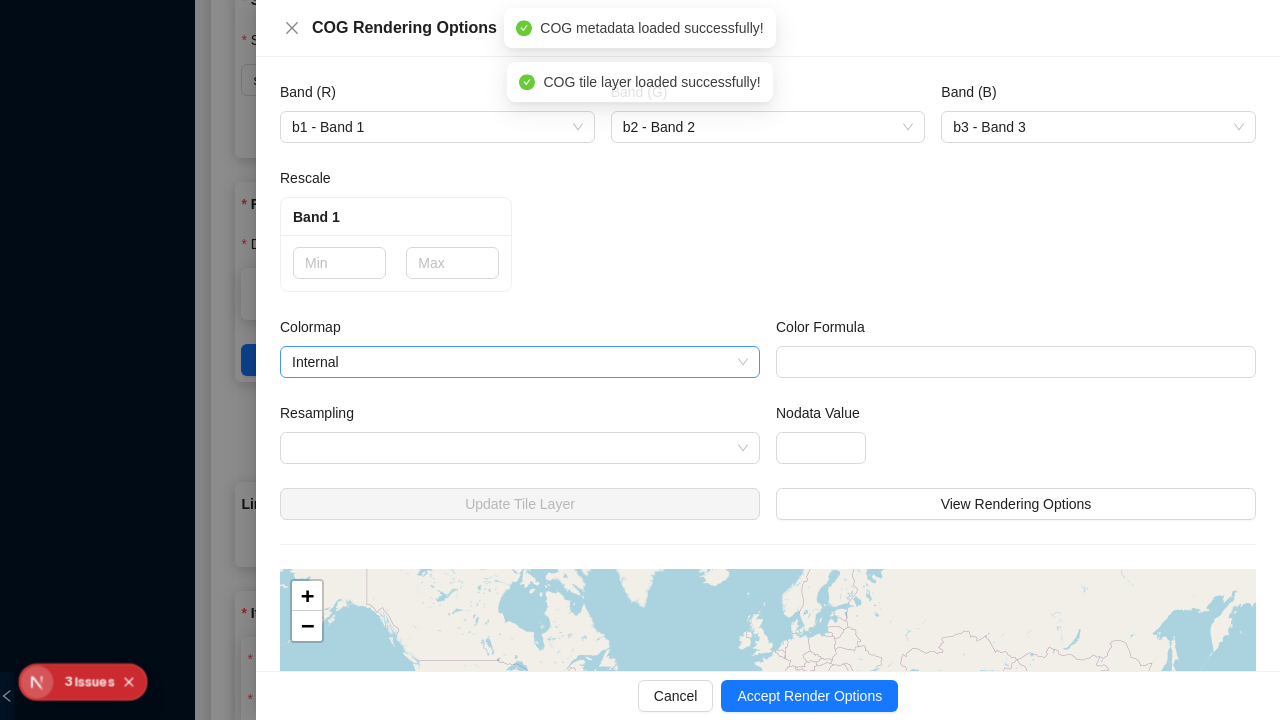 COG Rendering Options
COG metadata loaded successfully!
COG tile layer loaded successfully!
Band (R)
Band (G)
Band (B)
b1 - Band 1
b2 - Band 2
b3 - Band 3
Rescale
Band 1
Min
Max
Colormap
Color Formula
Internal
Resampling
Nodata Value
Update Tile Layer
View Rendering Options
+
−
3 Issues
Cancel
Accept Render Options